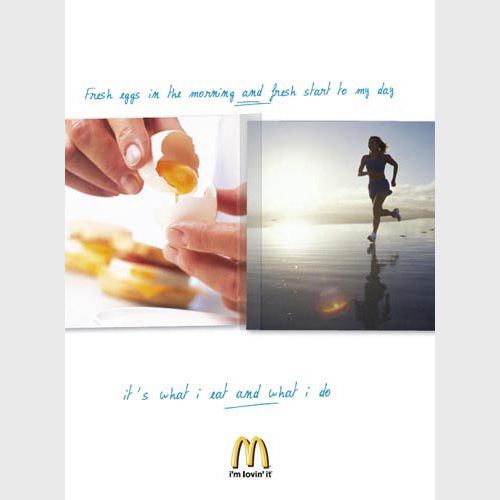 Fresh eggs in the morning and fresh start to my day
it's what i eat and what i do
i'm lovin' it